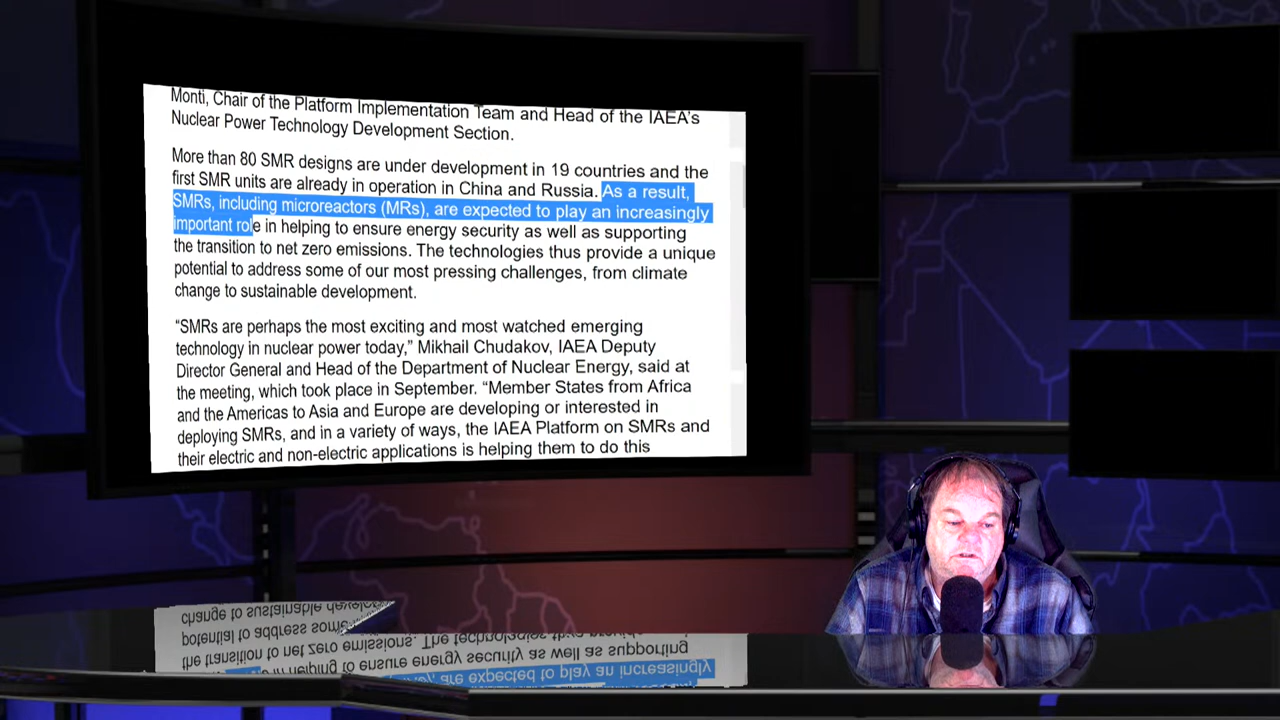 Monti, Chair of the Platform Implementation Team and Head of the IAEA's
Nuclear Power Technology Development Section.
More than 80 SMR designs are under development in 19 countries and the
first SMR units are already in operation in China and Russia. As a result,
SMRs, including microreactors (MRs), are expected to play an increasingly
important role in helping to ensure energy security as well as supporting
the transition to net zero emissions. The technologies thus provide a unique
potential to address some of our most pressing challenges, from climate
change to sustainable development.
“SMRs are perhaps the most exciting and most watched emerging
technology in nuclear power today,” Mikhail Chudakov, IAEA Deputy
Director General and Head of the Department of Nuclear Energy, said at
the meeting, which took place in September. “Member States from Africa
and the Americas to Asia and Europe are developing or interested in
deploying SMRs, and in a variety of ways, the IAEA Platform on SMRs and
their electric and non-electric applications is helping them to do this